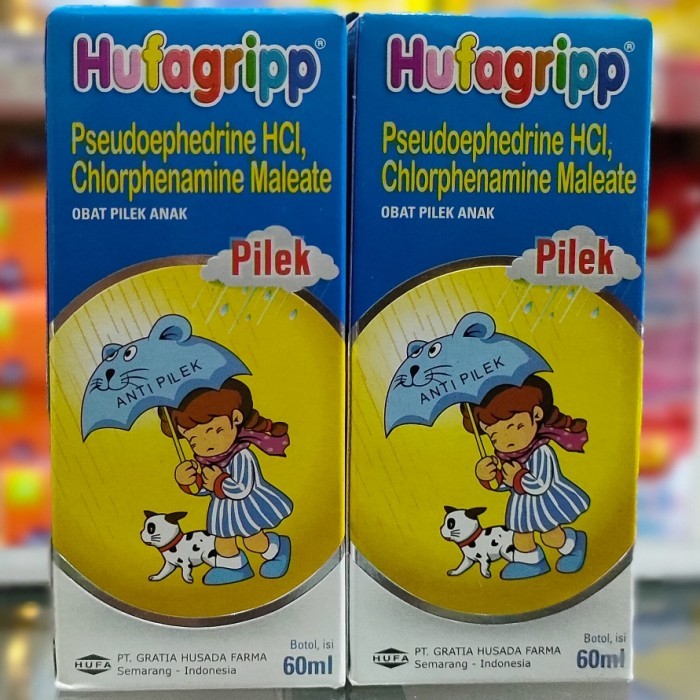 Hufagripp®
Pseudoephedrine HCl,
Chlorphenamine Maleate
OBAT PILEK ANAK
Pilek
ANTI PILEK
HUFA
PT. GRATIA HUSADA FARMA
Semarang - Indonesia
Botol, isi
60ml
Hufagripp®
Pseudoephedrine HCl,
Chlorphenamine Maleate
OBAT PILEK ANAK
Pilek
ANTI PILEK
HUFA
PT. GRATIA HUSADA FARMA
Semarang - Indonesia
Botol, isi
60ml